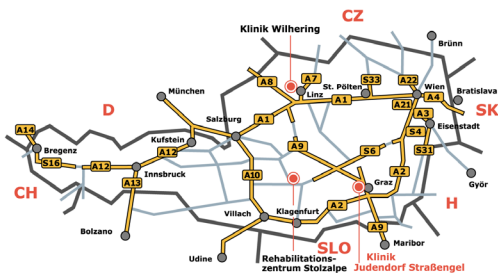 CZ
Klinik Wilhering
Brünn
A8
A7
S33
A22
München
Linz
St. Pölten
Wien
Bratislava
D
A1
A1
A21
A4
SK
Salzburg
A3
A14
S4
Eisenstadt
Bregenz
Kufstein
A12
A9
S6
S31
S16
A12
Innsbruck
A10
A2
CH
A13
Graz
Győr
H
Villach
A2
Klagenfurt
Bolzano
A9
Maribor
SLO
Udine
Rehabilitations-
zentrum Stolzalpe
Klinik
Judendorf Straßengel